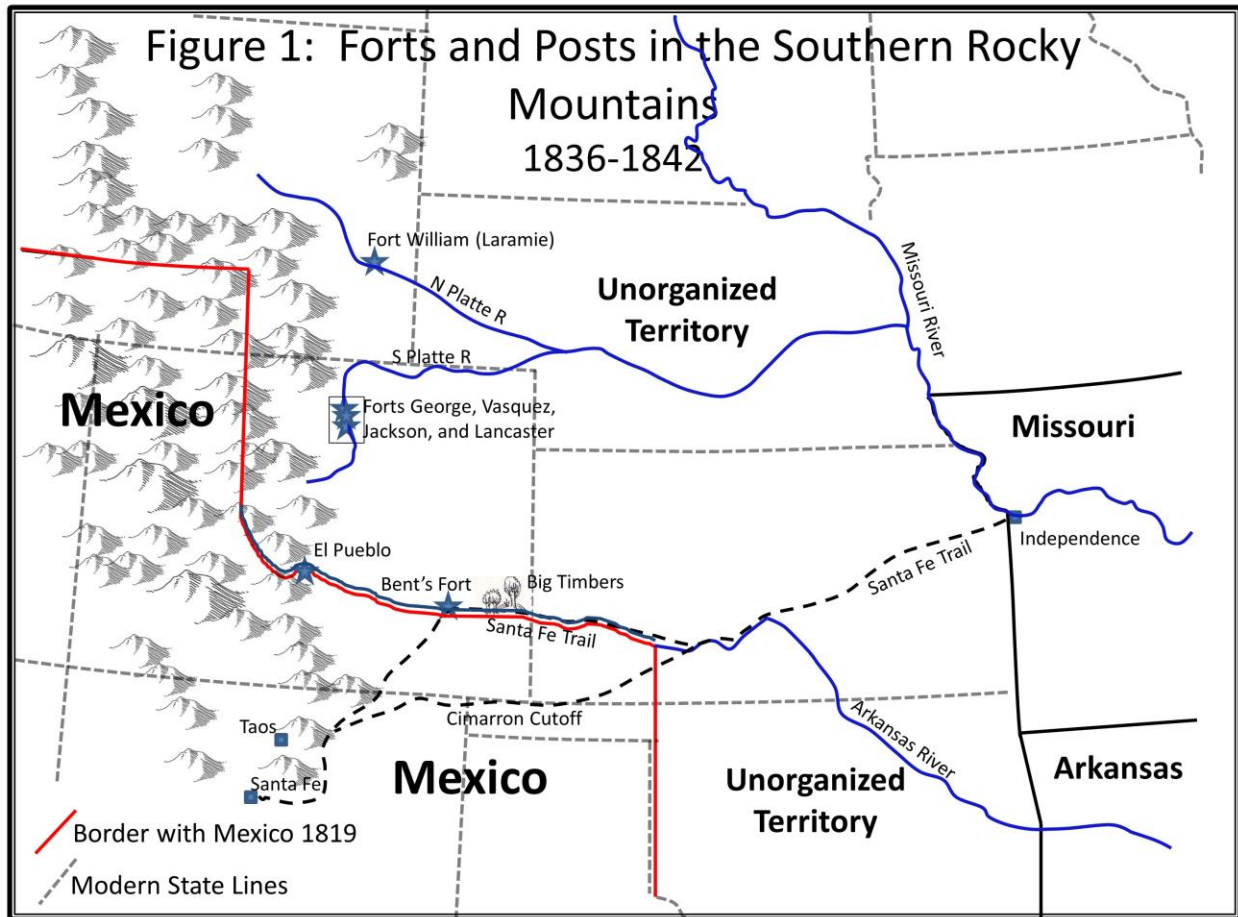 Figure 1:  Forts and Posts in the Southern Rocky
Mountains
1836-1842
Fort William (Laramie)
N Platte R
Unorganized
Territory
Missouri River
S Platte R
Mexico
Forts George, Vasquez,
Jackson, and Lancaster
Missouri
El Pueblo
Independence
Bent's Fort
Big Timbers
Santa Fe Trail
Santa Fe Trail
Cimarron Cutoff
Taos
Arkansas River
Mexico
Unorganized
Territory
Arkansas
Santa Fe
Border with Mexico 1819
Modern State Lines